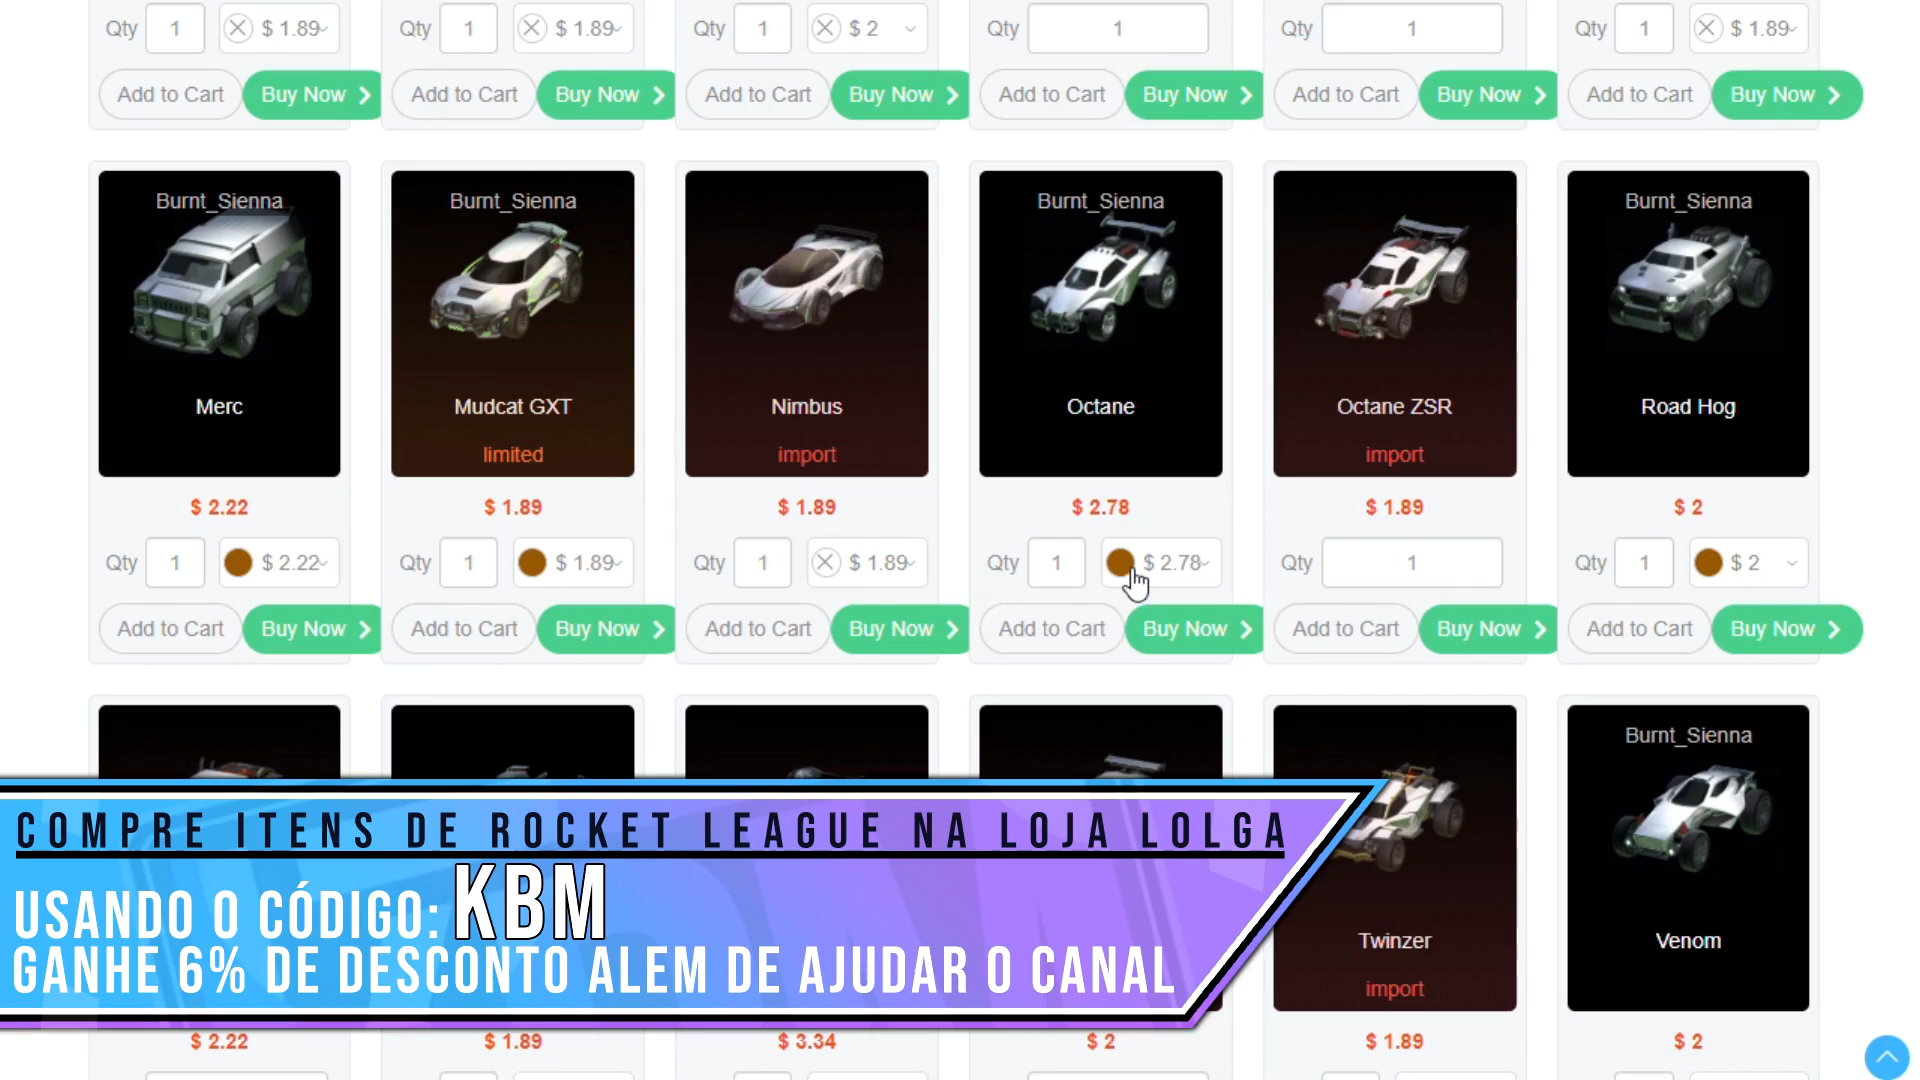 Qty 1 $ 1.89 Qty 1 $ 1.89 Qty 1 $ 2 Qty 1 Qty 1 Qty 1 $ 1.89
Add to Cart Buy Now Add to Cart Buy Now Add to Cart Buy Now Add to Cart Buy Now Add to Cart Buy Now Add to Cart Buy Now
Burnt_Sienna Burnt_Sienna Burnt_Sienna Burnt_Sienna
Merc Mudcat GXT Nimbus Octane Octane ZSR Road Hog
limited import import
$ 2.22 $ 1.89 $ 1.89 $ 2.78 $ 1.89 $ 2
Qty 1 $ 2.22 Qty 1 $ 1.89 Qty 1 $ 1.89 Qty 1 $ 2.78 Qty 1 Qty 1 $ 2
Add to Cart Buy Now Add to Cart Buy Now Add to Cart Buy Now Add to Cart Buy Now Add to Cart Buy Now Add to Cart Buy Now
Burnt_Sienna
COMPRE ITENS DE ROCKET LEAGUE NA LOJA LOLGA
USANDO O CÓDIGO: KBM
GANHE 6% DE DESCONTO ALEM DE AJUDAR O CANAL
Twinzer Venom
import
$ 2.22 $ 1.89 $ 3.34 $ 2 $ 1.89 $ 2